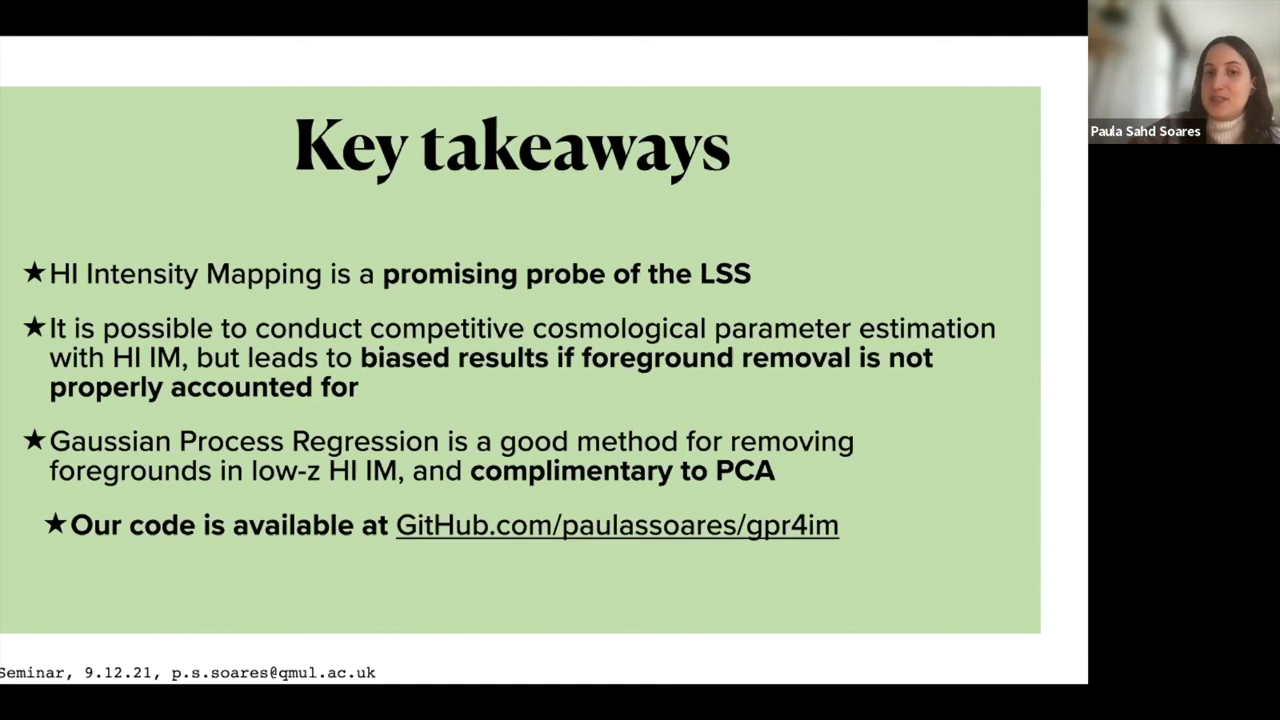 Key takeaways
★HI Intensity Mapping is a promising probe of the LSS
★It is possible to conduct competitive cosmological parameter estimation
with HI IM, but leads to biased results if foreground removal is not
properly accounted for
★Gaussian Process Regression is a good method for removing
foregrounds in low-z HI IM, and complimentary to PCA
★Our code is available at GitHub.com/paulassoares/gpr4im
Seminar, 9.12.21, p.s.soares@qmul.ac.uk
Paula Sahd Soares